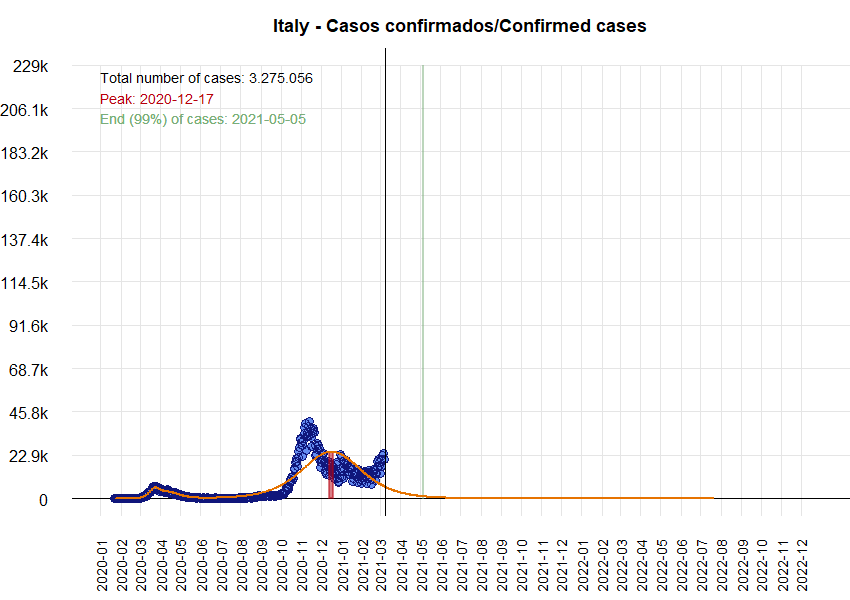 Italy - Casos confirmados/Confirmed cases
229k
206.1k
183.2k
160.3k
137.4k
114.5k
91.6k
68.7k
45.8k
22.9k
0
Total number of cases: 3.275.056
Peak: 2020-12-17
End (99%) of cases: 2021-05-05
2020-01
2020-02
2020-03
2020-04
2020-05
2020-06
2020-07
2020-08
2020-09
2020-10
2020-11
2020-12
2021-01
2021-02
2021-03
2021-04
2021-05
2021-06
2021-07
2021-08
2021-09
2021-10
2021-11
2021-12
2022-01
2022-02
2022-03
2022-04
2022-05
2022-06
2022-07
2022-08
2022-09
2022-10
2022-11
2022-12